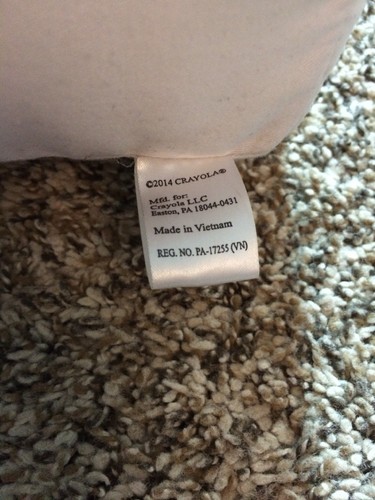 ©2014 CRAYOLA®
Mfd. for:
Crayola LLC
Easton, PA 18044-0431
Made in Vietnam
REG. NO. PA-17255 (VN)